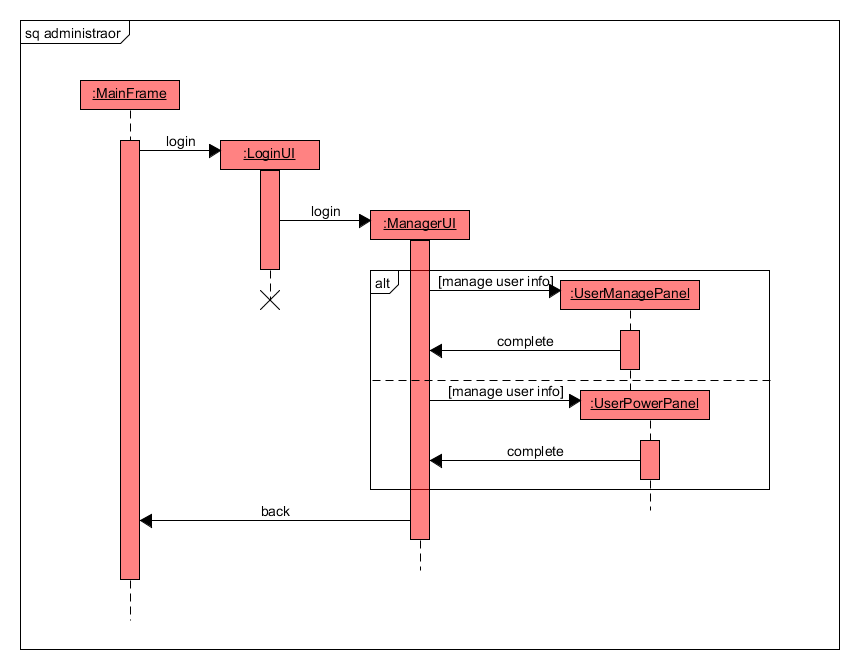 sq administraor
:MainFrame
login
:LoginUI
login
:ManagerUI
alt
[manage user info]
:UserManagePanel
complete
[manage user info]
:UserPowerPanel
complete
back